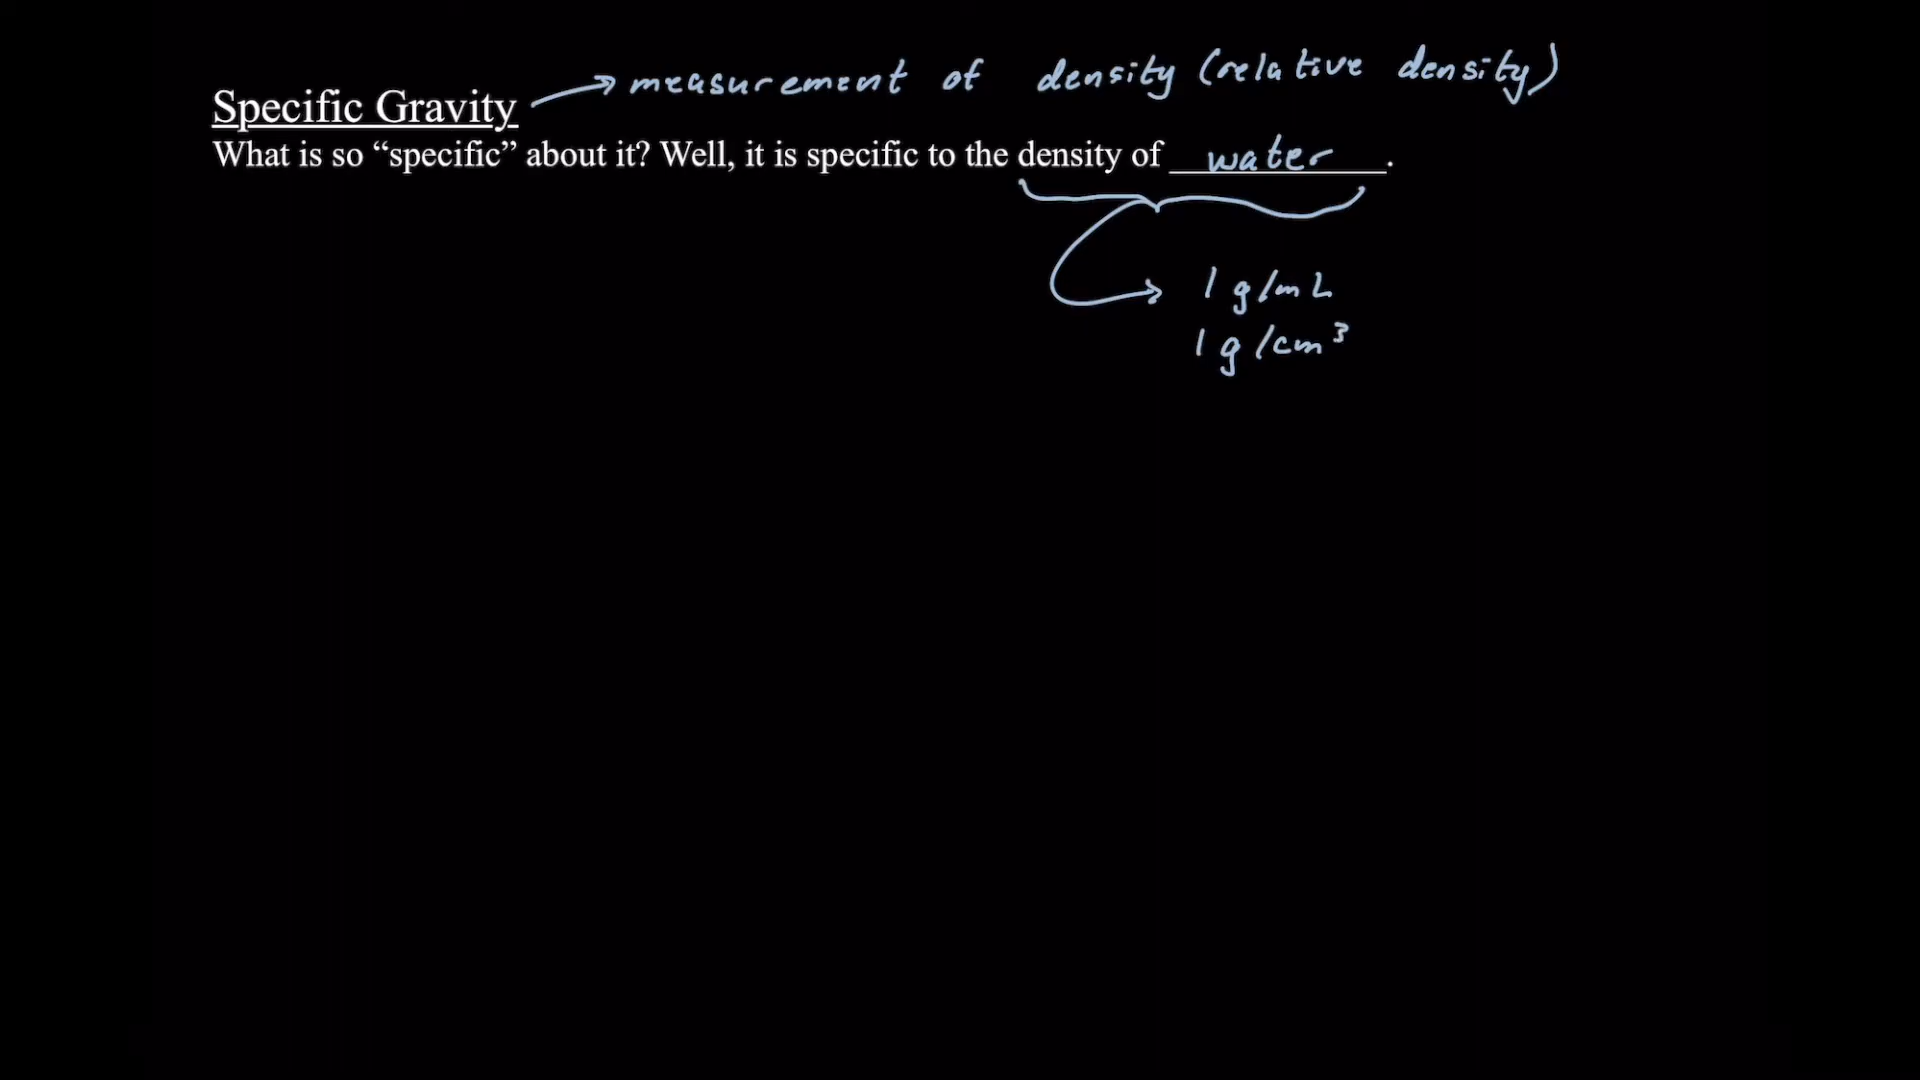 Specific Gravity → measurement of density (relative density)
What is so “specific” about it? Well, it is specific to the density of water.
1 g/mL
1 g/cm³